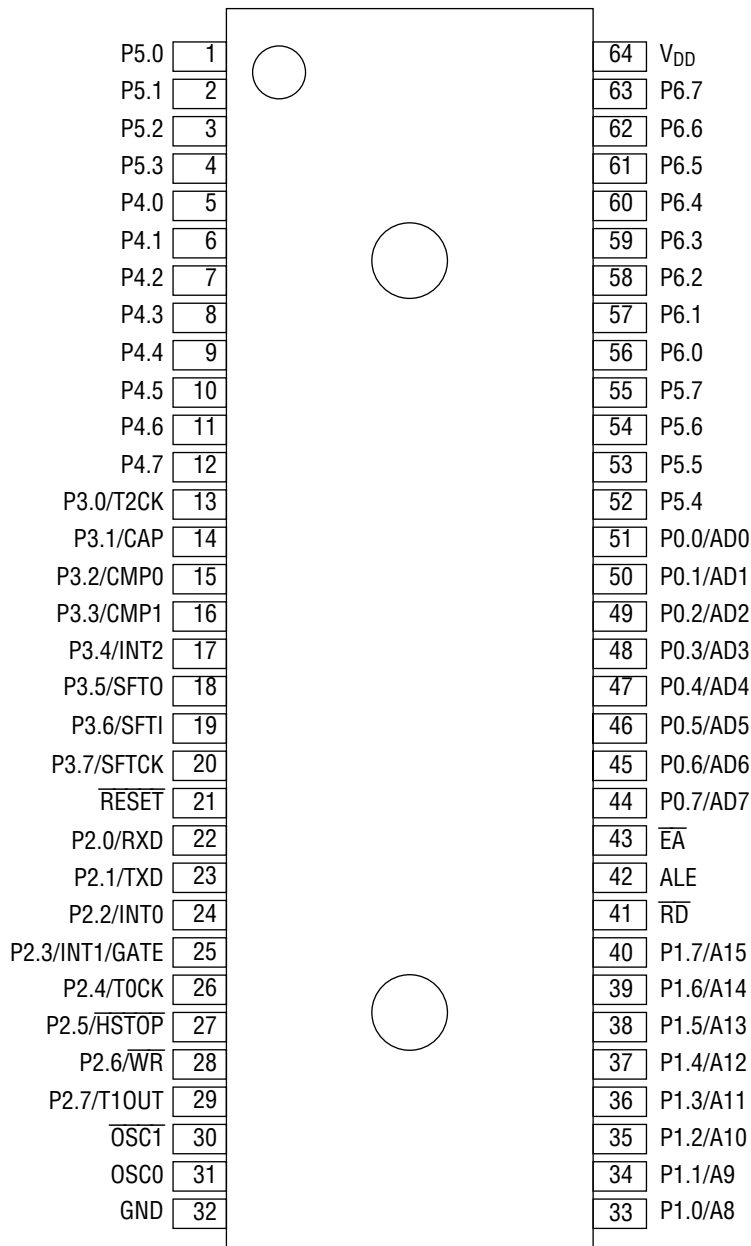 P5.0 1 64 VDD
P5.1 2 63 P6.7
P5.2 3 62 P6.6
P5.3 4 61 P6.5
P4.0 5 60 P6.4
P4.1 6 59 P6.3
P4.2 7 58 P6.2
P4.3 8 57 P6.1
P4.4 9 56 P6.0
P4.5 10 55 P5.7
P4.6 11 54 P5.6
P4.7 12 53 P5.5
P3.0/T2CK 13 52 P5.4
P3.1/CAP 14 51 P0.0/AD0
P3.2/CMP0 15 50 P0.1/AD1
P3.3/CMP1 16 49 P0.2/AD2
P3.4/INT2 17 48 P0.3/AD3
P3.5/SFTO 18 47 P0.4/AD4
P3.6/SFTI 19 46 P0.5/AD5
P3.7/SFTCK 20 45 P0.6/AD6
R̅E̅S̅E̅T̅ 21 44 P0.7/AD7
P2.0/RXD 22 43 E̅A̅
P2.1/TXD 23 42 ALE
P2.2/INT0 24 41 R̅D̅
P2.3/INT1/GATE 25 40 P1.7/A15
P2.4/T0CK 26 39 P1.6/A14
P2.5/H̅S̅T̅O̅P̅ 27 38 P1.5/A13
P2.6/W̅R̅ 28 37 P1.4/A12
P2.7/T1OUT 29 36 P1.3/A11
O̅S̅C̅1̅ 30 35 P1.2/A10
OSC0 31 34 P1.1/A9
GND 32 33 P1.0/A8